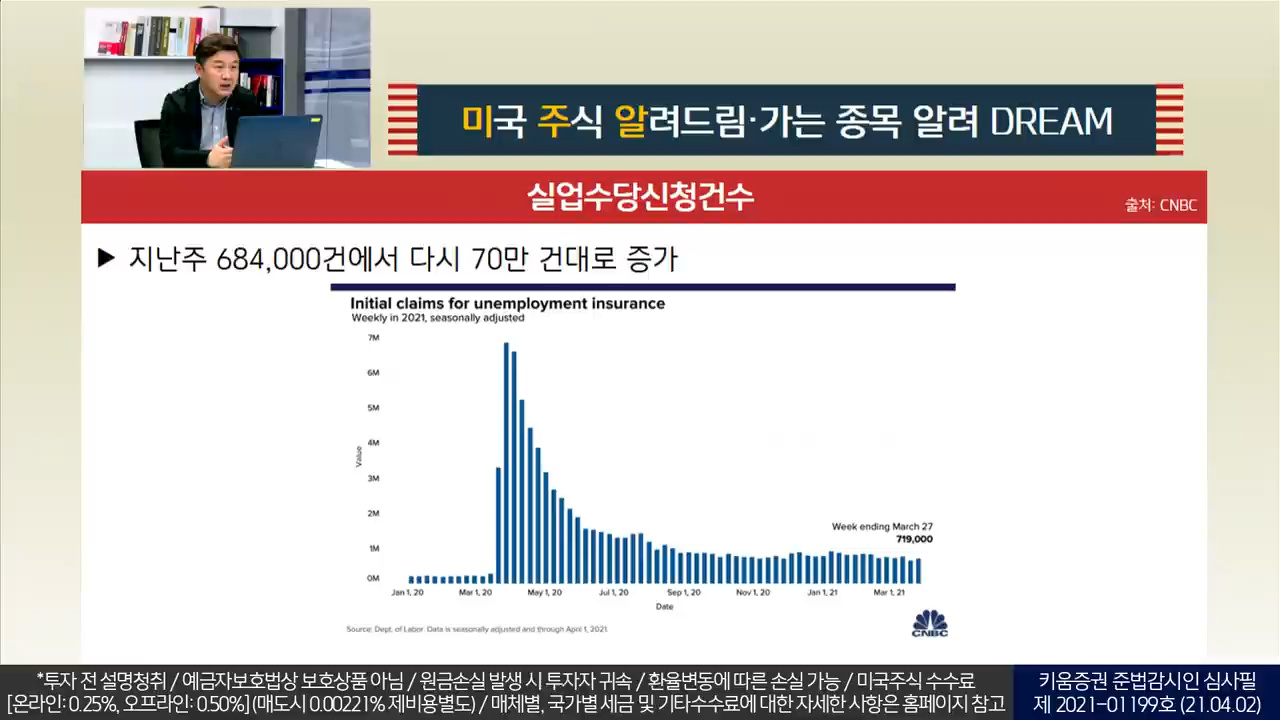 미국 주식 알려드림·가는 종목 알려 DREAM
실업수당신청건수
출처: CNBC
▶ 지난주 684,000건에서 다시 70만 건대로 증가
Initial claims for unemployment insurance
Weekly in 2021, seasonally adjusted
7M
6M
5M
4M
3M
2M
1M
0M
Value
Week ending March 27
719,000
Jan 1, 20 Mar 1, 20 May 1, 20 Jul 1, 20 Sep 1, 20 Nov 1, 20 Jan 1, 21 Mar 1, 21
Date
Source: Dept. of Labor. Data is seasonally adjusted and through April 1, 2021.
CNBC
*투자 전 설명청취 / 예금자보호법상 보호상품 아님 / 원금손실 발생 시 투자자 귀속 / 환율변동에 따른 손실 가능 / 미국주식 수수료
[온라인: 0.25%, 오프라인: 0.50%] (매도시 0.00221% 제비용별도) / 매체별, 국가별 세금 및 기타수수료에 대한 자세한 사항은 홈페이지 참고
키움증권 준법감시인 심사필
제 2021-01199호 (21.04.02)